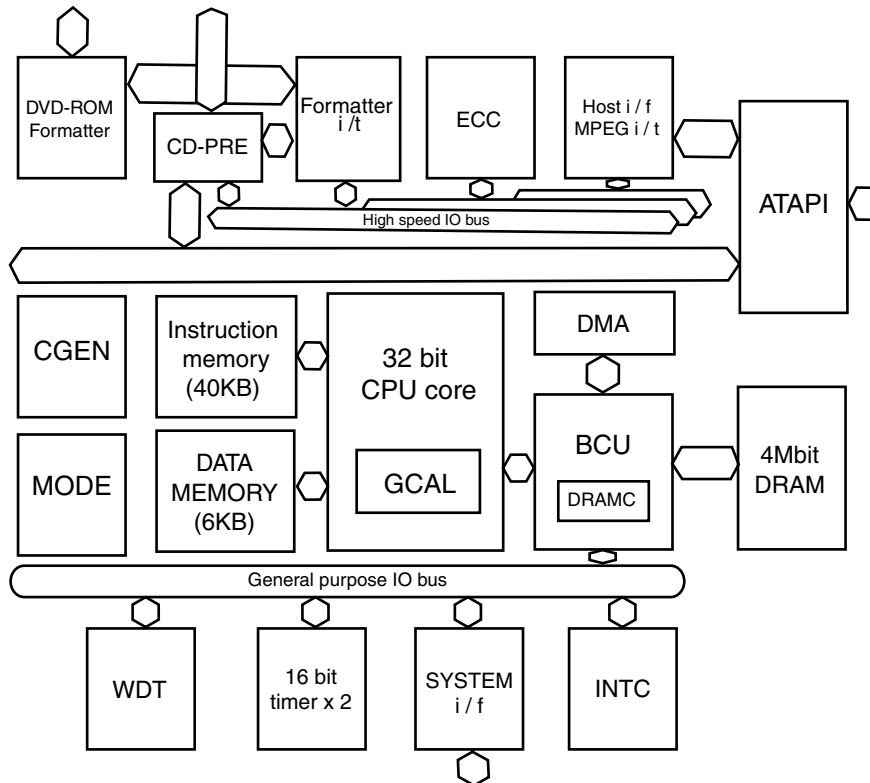 DVD-ROM
Formatter
CD-PRE
Formatter
i /t
ECC
Host i / f
MPEG i / t
ATAPI
High speed IO bus
CGEN
Instruction
memory
(40KB)
32 bit
CPU core
GCAL
DMA
BCU
DRAMC
4Mbit
DRAM
MODE
DATA
MEMORY
(6KB)
General purpose IO bus
WDT
16 bit
timer x 2
SYSTEM
i / f
INTC